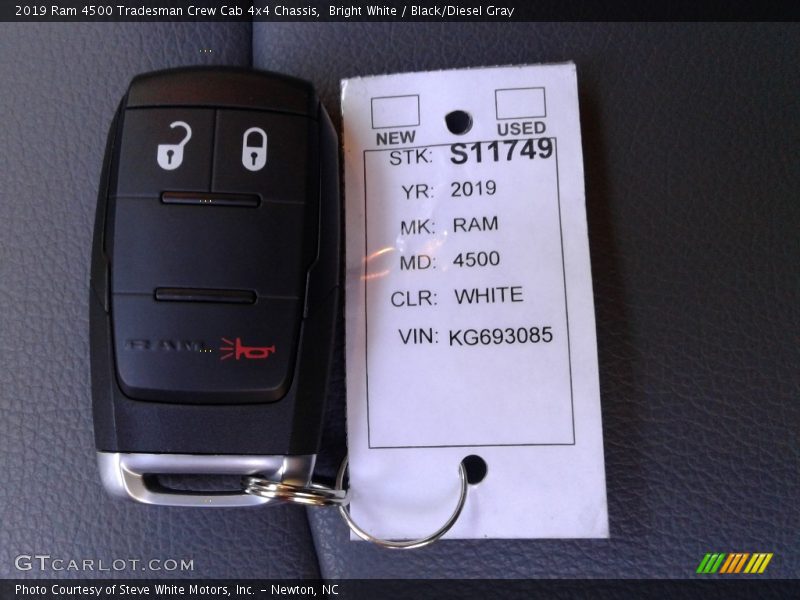 2019 Ram 4500 Tradesman Crew Cab 4x4 Chassis,  Bright White / Black/Diesel Gray
NEW USED
STK: S11749
YR: 2019
MK: RAM
MD: 4500
CLR: WHITE
VIN: KG693085
RAM
GTCARLOT.COM
Photo Courtesy of Steve White Motors, Inc. – Newton, NC